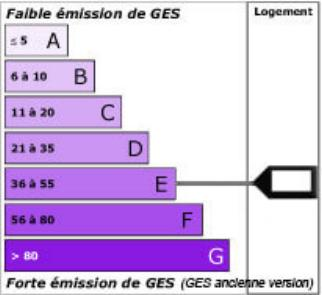 Faible émission de GES
Logement
≤ 5 A
6 à 10 B
11 à 20 C
21 à 35 D
36 à 55 E
56 à 80 F
> 80 G
Forte émission de GES (GES ancienne version)